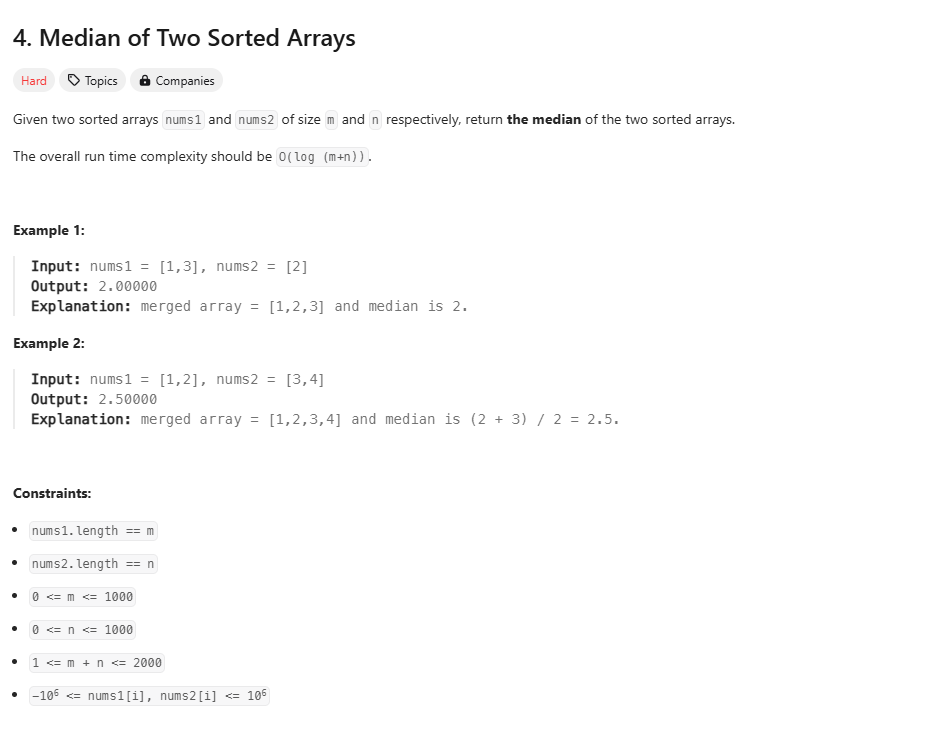 4. Median of Two Sorted Arrays
Hard Topics Companies
Given two sorted arrays nums1 and nums2 of size m and n respectively, return the median of the two sorted arrays.
The overall run time complexity should be O(log (m+n)).
Example 1:
Input: nums1 = [1,3], nums2 = [2]
Output: 2.00000
Explanation: merged array = [1,2,3] and median is 2.
Example 2:
Input: nums1 = [1,2], nums2 = [3,4]
Output: 2.50000
Explanation: merged array = [1,2,3,4] and median is (2 + 3) / 2 = 2.5.
Constraints:
• nums1.length == m
• nums2.length == n
• 0 <= m <= 1000
• 0 <= n <= 1000
• 1 <= m + n <= 2000
• -10⁶ <= nums1[i], nums2[i] <= 10⁶